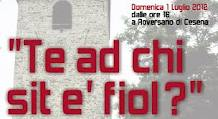 Domenica 1 Luglio 2012
dalle ore 16
a Roversano di Cesena
"Te ad chi
sit e' fiol?"